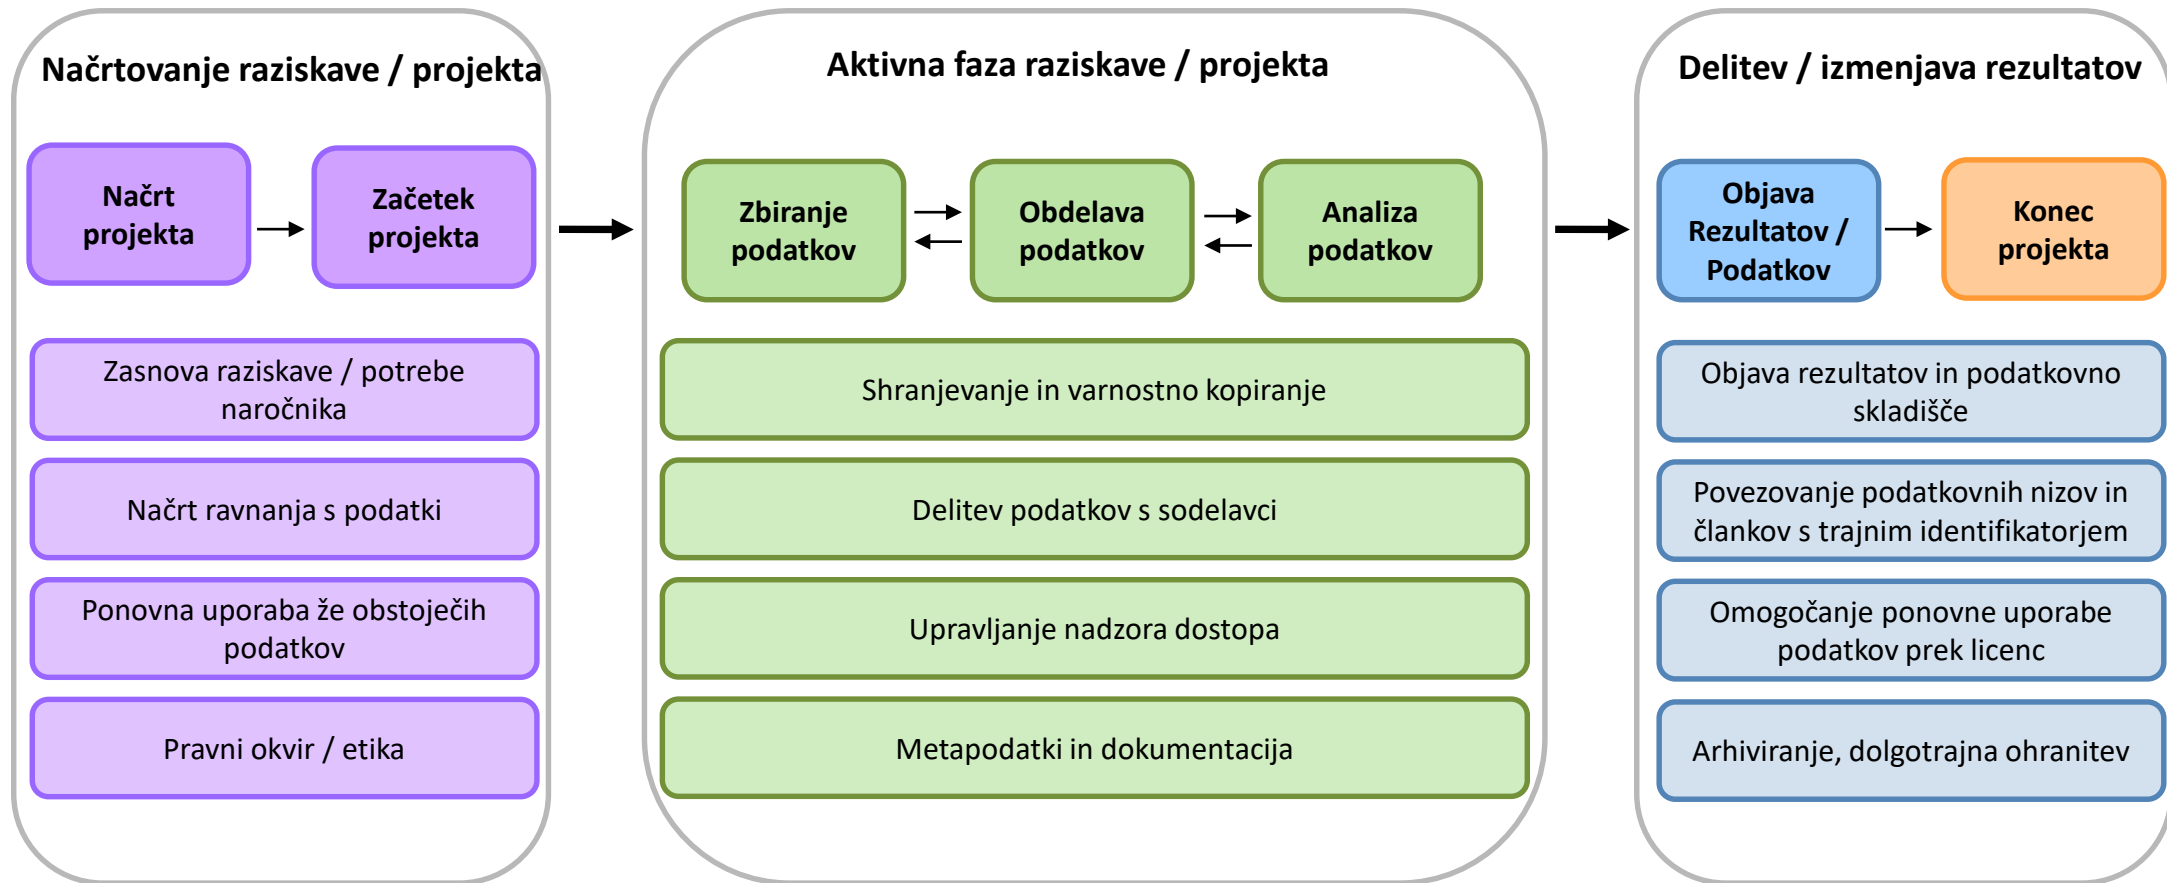 Načrtovanje raziskave / projekta
Načrt
projekta
Začetek
projekta
Zasnova raziskave / potrebe
naročnika
Načrt ravnanja s podatki
Ponovna uporaba že obstoječih
podatkov
Pravni okvir / etika
Aktivna faza raziskave / projekta
Zbiranje
podatkov
Obdelava
podatkov
Analiza
podatkov
Shranjevanje in varnostno kopiranje
Delitev podatkov s sodelavci
Upravljanje nadzora dostopa
Metapodatki in dokumentacija
Delitev / izmenjava rezultatov
Objava
Rezultatov /
Podatkov
Konec
projekta
Objava rezultatov in podatkovno
skladišče
Povezovanje podatkovnih nizov in
člankov s trajnim identifikatorjem
Omogočanje ponovne uporabe
podatkov prek licenc
Arhiviranje, dolgotrajna ohranitev